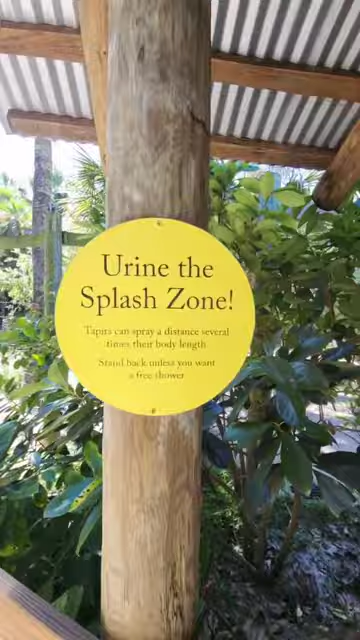 Urine the
Splash Zone!
Tapirs can spray a distance several
times their body length
Stand back unless you want
a free shower